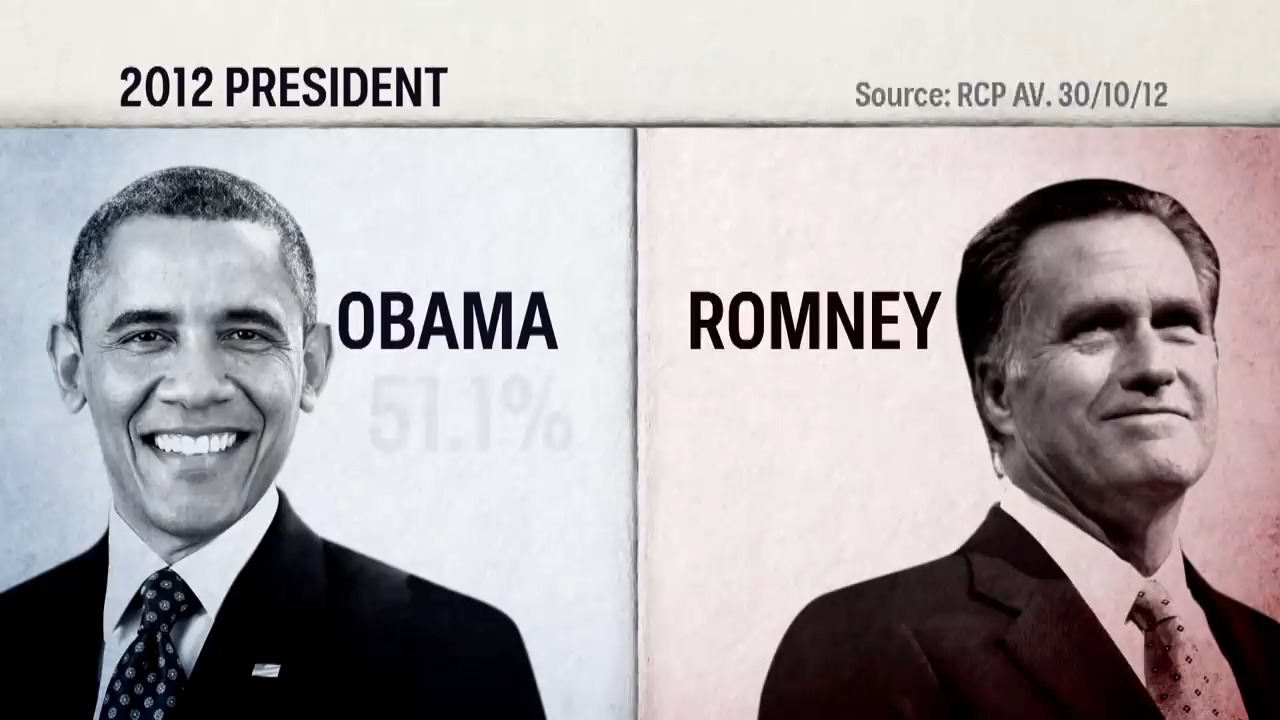 2012 PRESIDENT
Source: RCP AV. 30/10/12
OBAMA
ROMNEY
51.1%